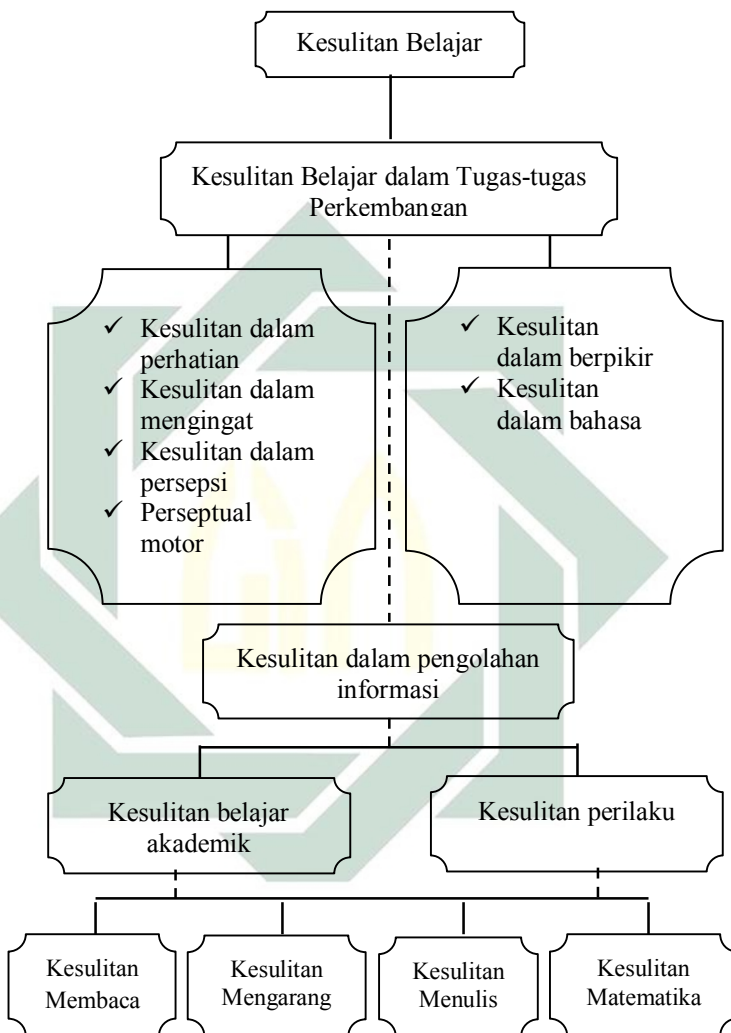 Kesulitan Belajar
Kesulitan Belajar dalam Tugas-tugas
Perkembangan
✓ Kesulitan dalam
perhatian
✓ Kesulitan dalam
mengingat
✓ Kesulitan dalam
persepsi
✓ Perseptual
motor
✓ Kesulitan
dalam berpikir
✓ Kesulitan
dalam bahasa
Kesulitan dalam pengolahan
informasi
Kesulitan belajar
akademik
Kesulitan perilaku
Kesulitan
Membaca
Kesulitan
Mengarang
Kesulitan
Menulis
Kesulitan
Matematika